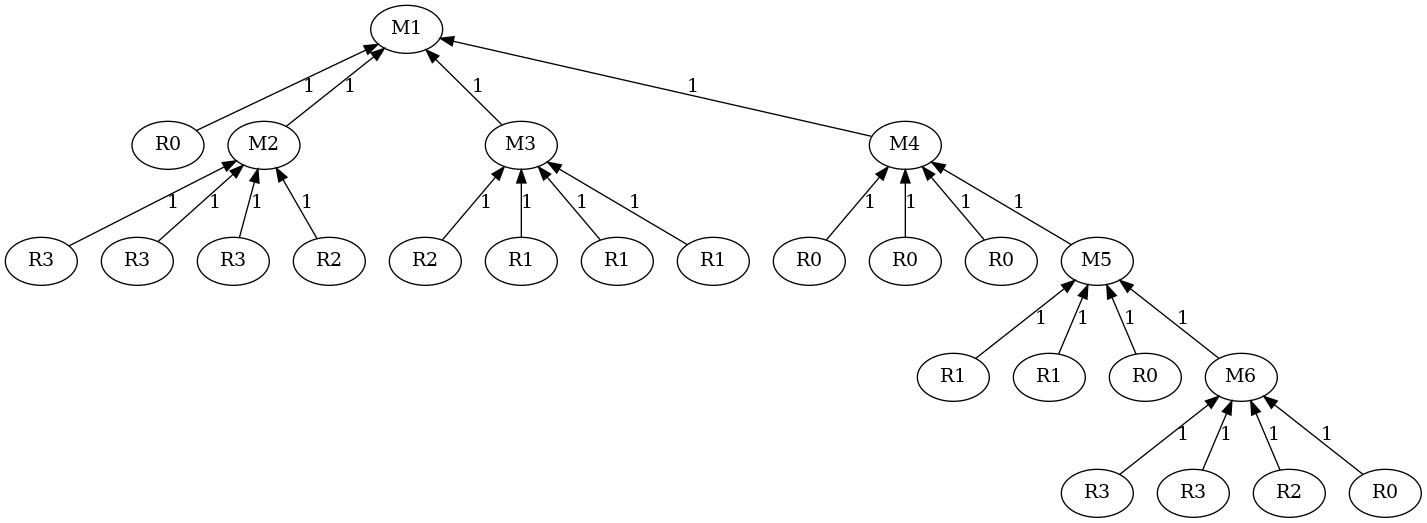 M1
1 1 1 1
R0 M2 M3 M4
1 1 1 1 1 1 1 1 1 1 1 1
R3 R3 R3 R2 R2 R1 R1 R1 R0 R0 R0 M5
1 1 1 1
R1 R1 R0 M6
1 1 1 1
R3 R3 R2 R0